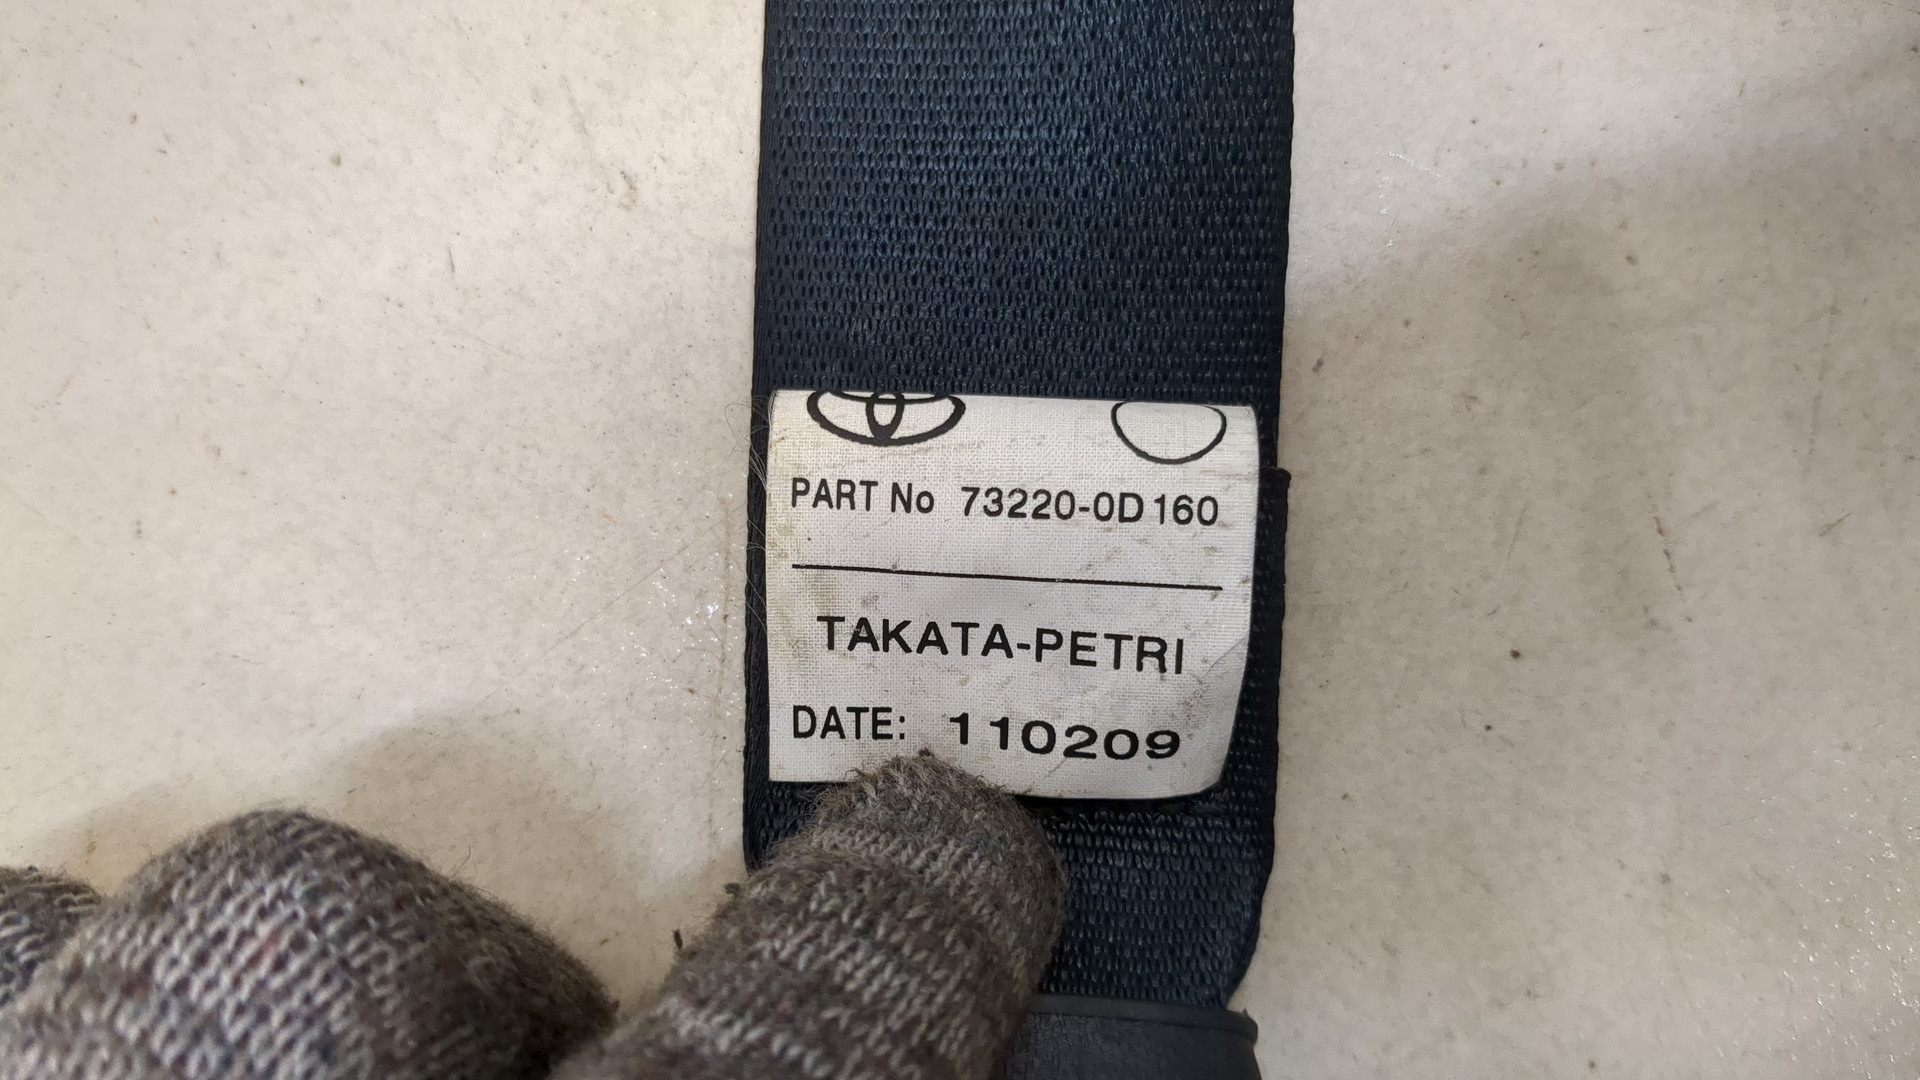 PART No 73220-0D160
TAKATA-PETRI
DATE: 110209